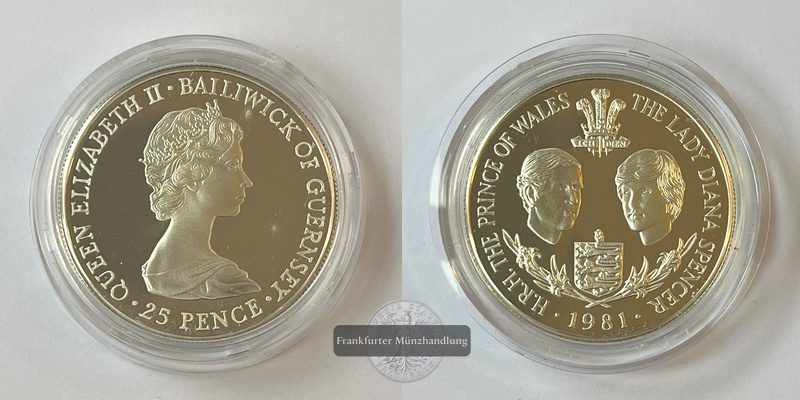 QUEEN ELIZABETH II · BAILIWICK OF GUERNSEY
· 25 PENCE ·
H.R.H. THE PRINCE OF WALES
THE LADY DIANA SPENCER
ICH DIEN
· 1981 ·
Frankfurter Münzhandlung